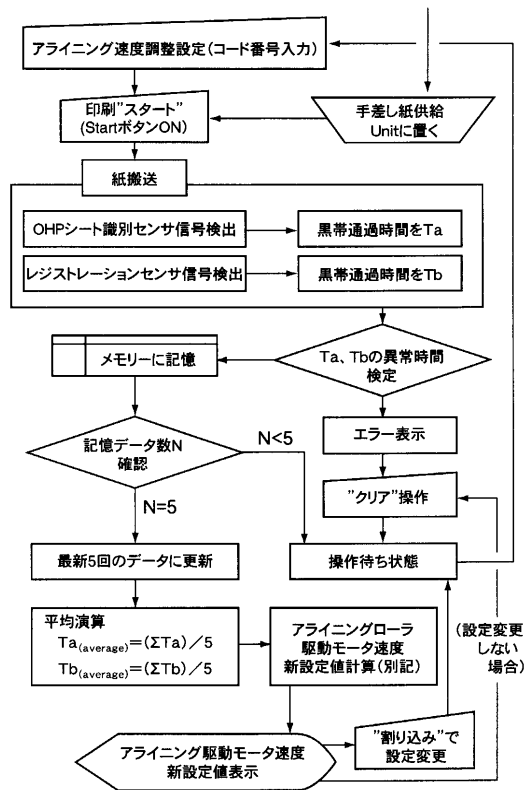 アライニング速度調整設定(コード番号入力)
印刷”スタート”
(StartボタンON)
手差し紙供給
Unitに置く
紙搬送
OHPシート識別センサ信号検出
黒帯通過時間をTa
レジストレーションセンサ信号検出
黒帯通過時間をTb
Ta、Tbの異常時間
検定
メモリーに記憶
記憶データ数N
確認
N<5
N=5
エラー表示
”クリア”操作
操作待ち状態
最新5回のデータに更新
平均演算
Ta(average)=(ΣTa)/5
Tb(average)=(ΣTb)/5
アライニングローラ
駆動モータ速度
新設定値計算(別記)
(設定変更
しない
場合)
アライニング駆動モータ速度
新設定値表示
”割り込み”で
設定変更